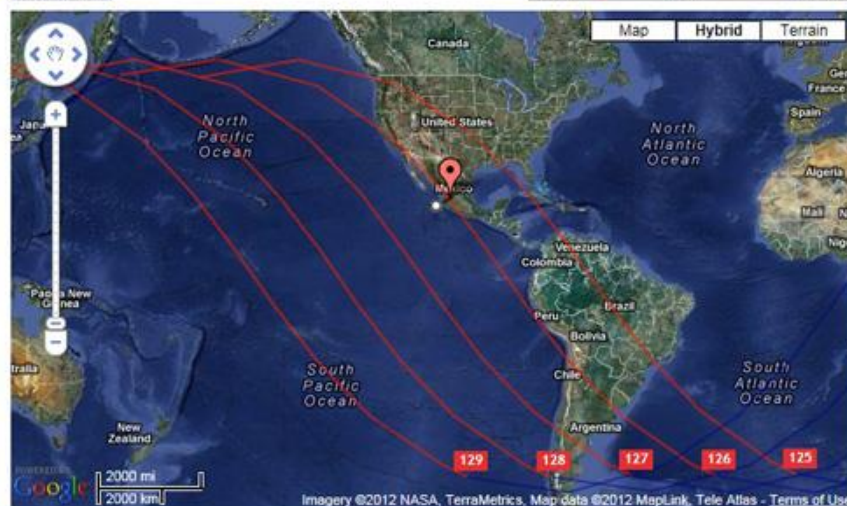 Map Hybrid Terrain
Canada
North
Pacific
Ocean
United States
North
Atlantic
Ocean
France
Spain
Algeria
Mexico
Mali
Venezuela
Colombia
Papua New
Guinea
Brazil
Peru
Bolivia
South
Pacific
Ocean
Chile
South
Atlantic
Ocean
New
Zealand
Argentina
129 128 127 126 125
POWERED BY
Google
2000 mi
2000 km
Imagery ©2012 NASA, TerraMetrics, Map data ©2012 MapLink, Tele Atlas - Terms of Use